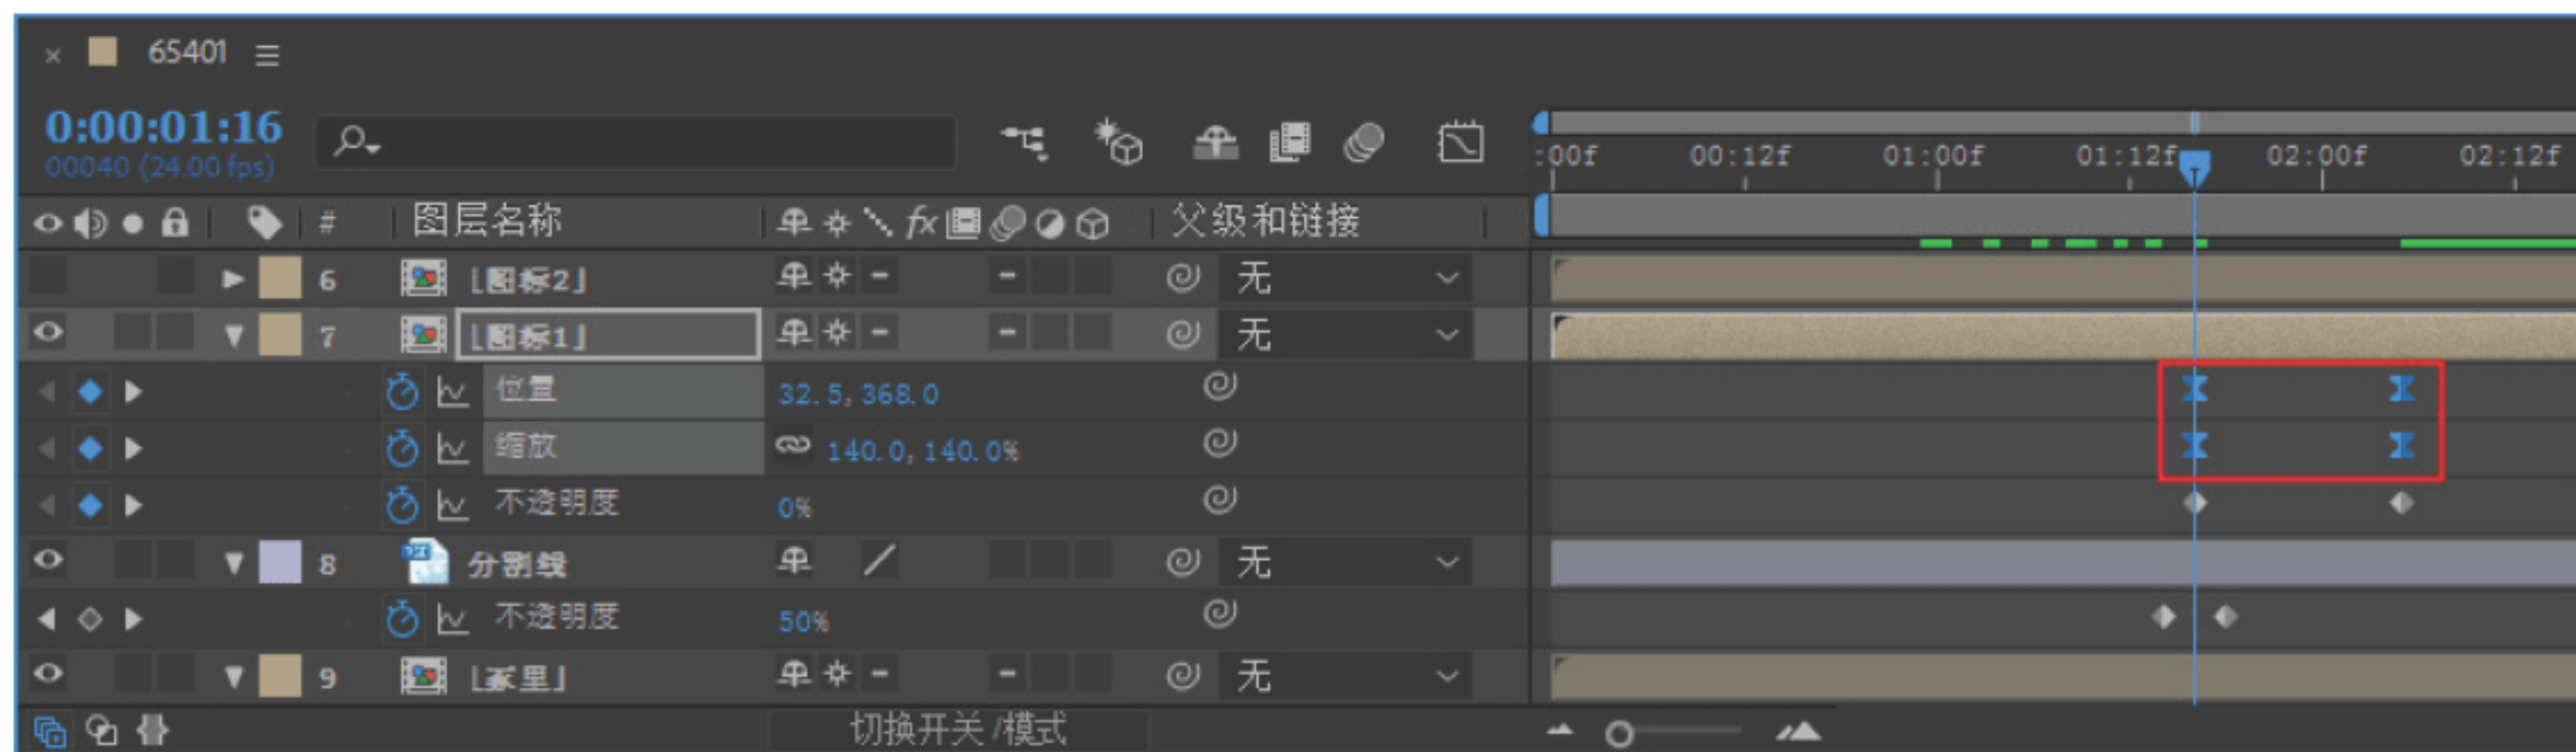 × 65401 ≡
0:00:01:16
00040 (24.00 fps)
:00f 00:12f 01:00f 01:12f 02:00f 02:12f
# 图层名称 fx 父级和链接
6 [图标2] 无
7 [图标1] 无
位置 32.5, 368.0
缩放 140.0, 140.0%
不透明度 0%
8 分割线 无
不透明度 50%
9 [家里] 无
切换开关 /模式